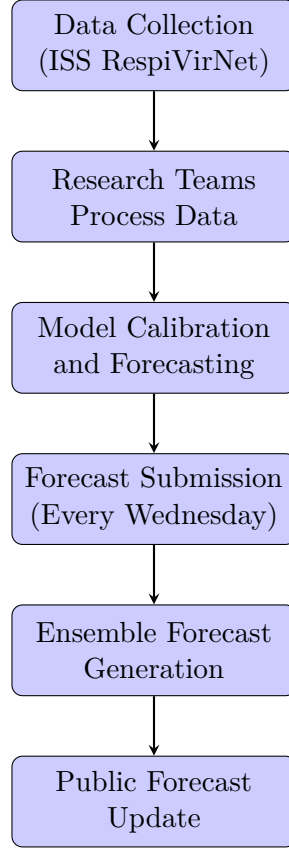 Data Collection
(ISS RespiVirNet)
Research Teams
Process Data
Model Calibration
and Forecasting
Forecast Submission
(Every Wednesday)
Ensemble Forecast
Generation
Public Forecast
Update